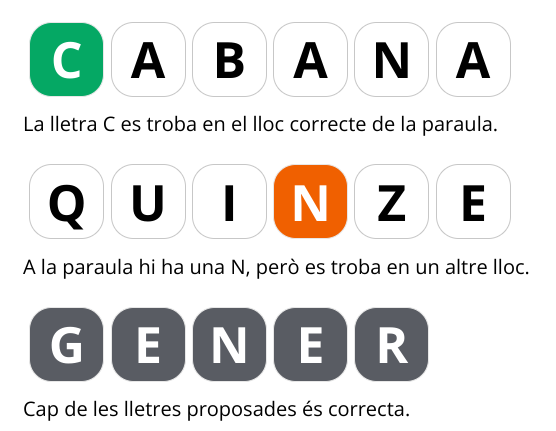 CABANA
La lletra C es troba en el lloc correcte de la paraula.
QUINZE
A la paraula hi ha una N, però es troba en un altre lloc.
GENER
Cap de les lletres proposades és correcta.